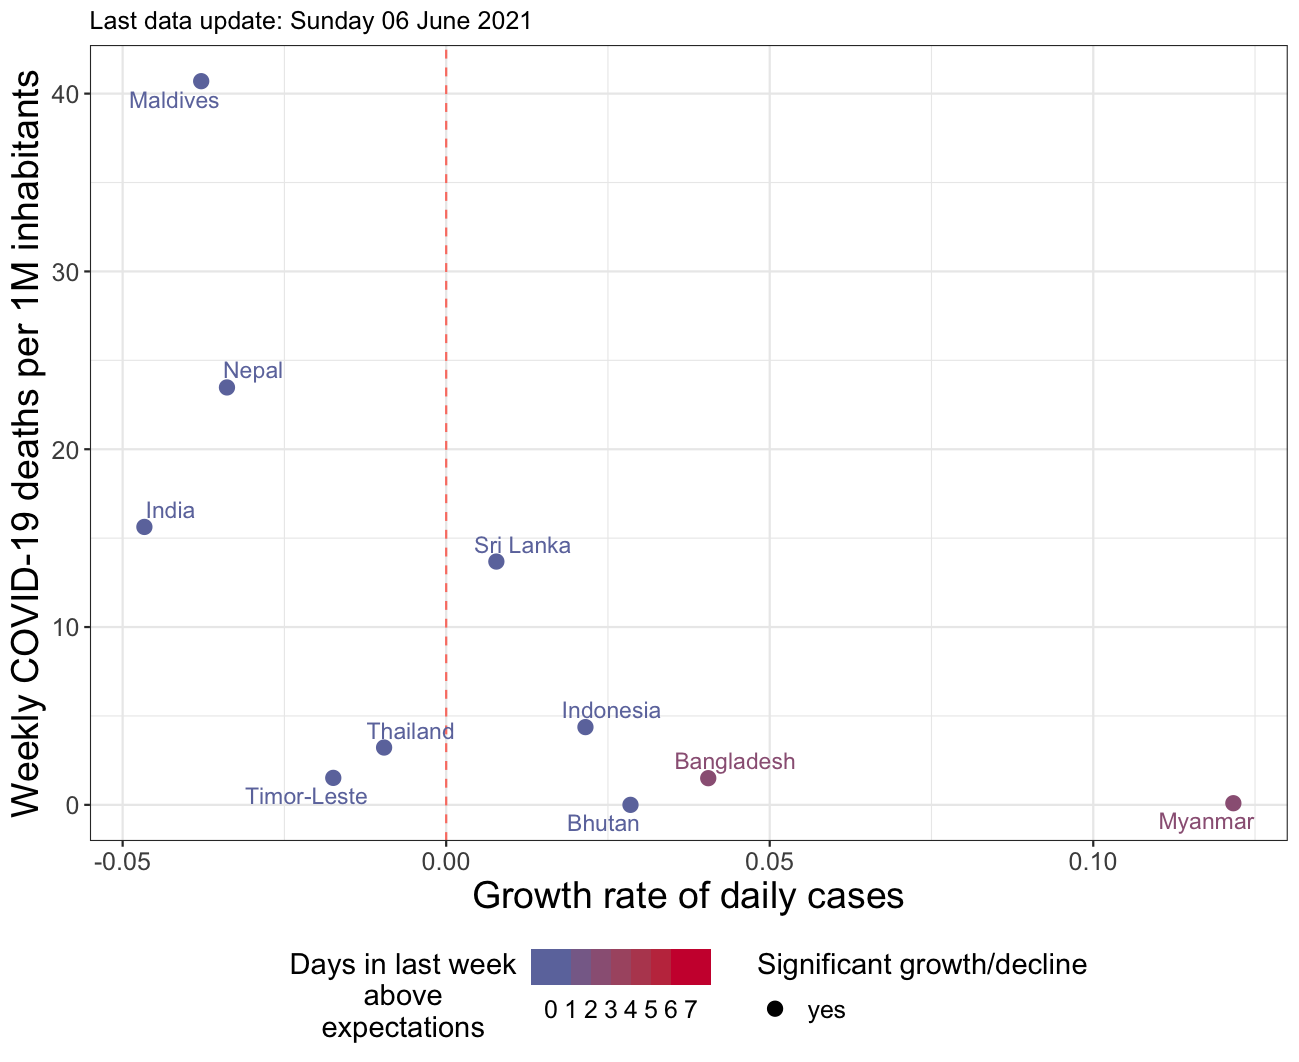 Last data update: Sunday 06 June 2021
Weekly COVID-19 deaths per 1M inhabitants
40
30
20
10
0
Maldives
Nepal
India
Sri Lanka
Indonesia
Thailand
Bangladesh
Timor-Leste
Bhutan
Myanmar
-0.05 0.00 0.05 0.10
Growth rate of daily cases
Days in last week
above
expectations
0 1 2 3 4 5 6 7
Significant growth/decline
yes